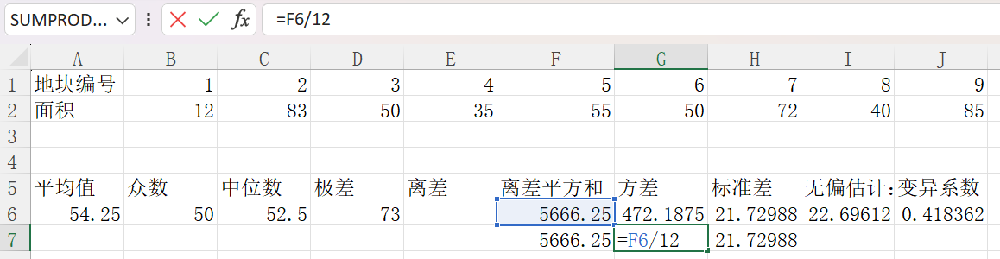 SUMPROD... fx =F6/12
A B C D E F G H I J
1 地块编号 1 2 3 4 5 6 7 8 9
2 面积 12 83 50 35 55 50 72 40 85
3
4
5 平均值 众数 中位数 极差 离差 离差平方和 方差 标准差 无偏估计: 变异系数
6 54.25 50 52.5 73 5666.25 472.1875 21.72988 22.69612 0.418362
7 5666.25 =F6/12 21.72988